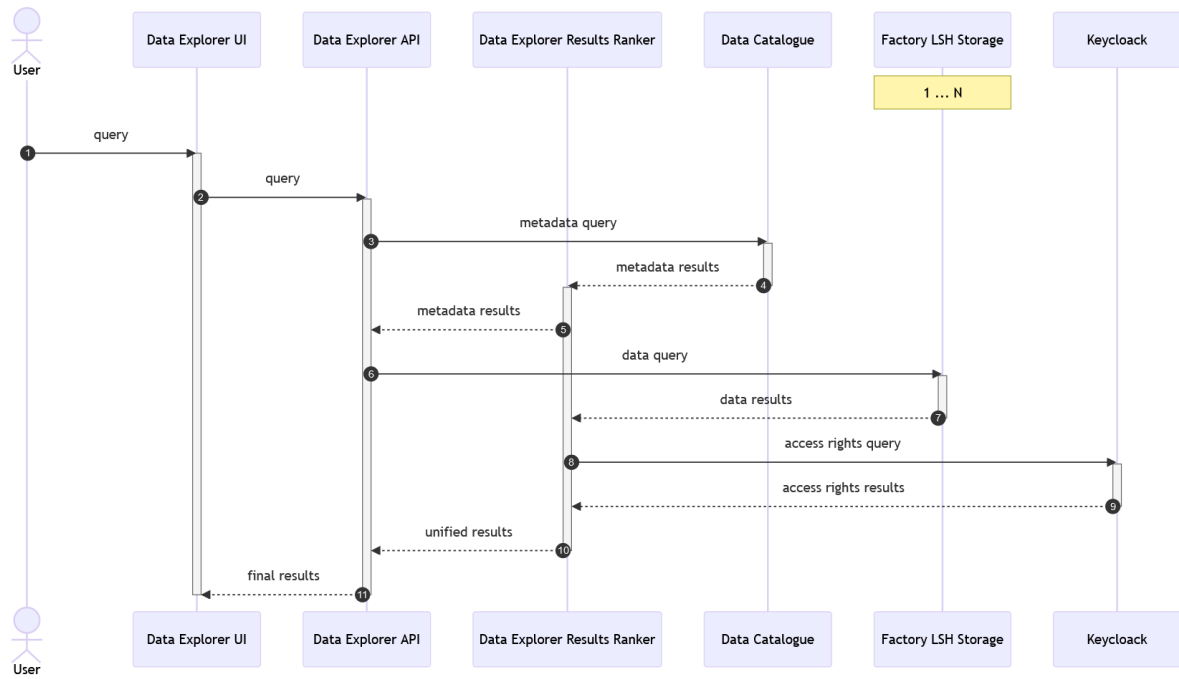 Data Explorer UI
Data Explorer API
Data Explorer Results Ranker
Data Catalogue
Factory LSH Storage
Keycloack
User
1 ... N
query
1
query
2
metadata query
3
metadata results
4
metadata results
5
data query
6
data results
7
access rights query
8
access rights results
9
unified results
10
final results
11
Data Explorer UI
Data Explorer API
Data Explorer Results Ranker
Data Catalogue
Factory LSH Storage
Keycloack
User